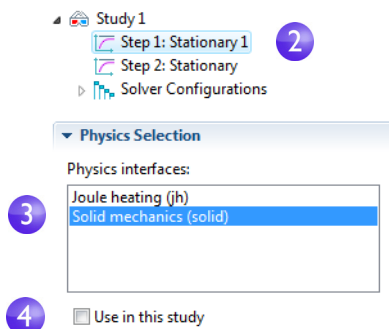 Study 1
Step 1: Stationary 1
2
Step 2: Stationary
Solver Configurations
Physics Selection
Physics interfaces:
Joule heating (jh)
3
Solid mechanics (solid)
4
Use in this study